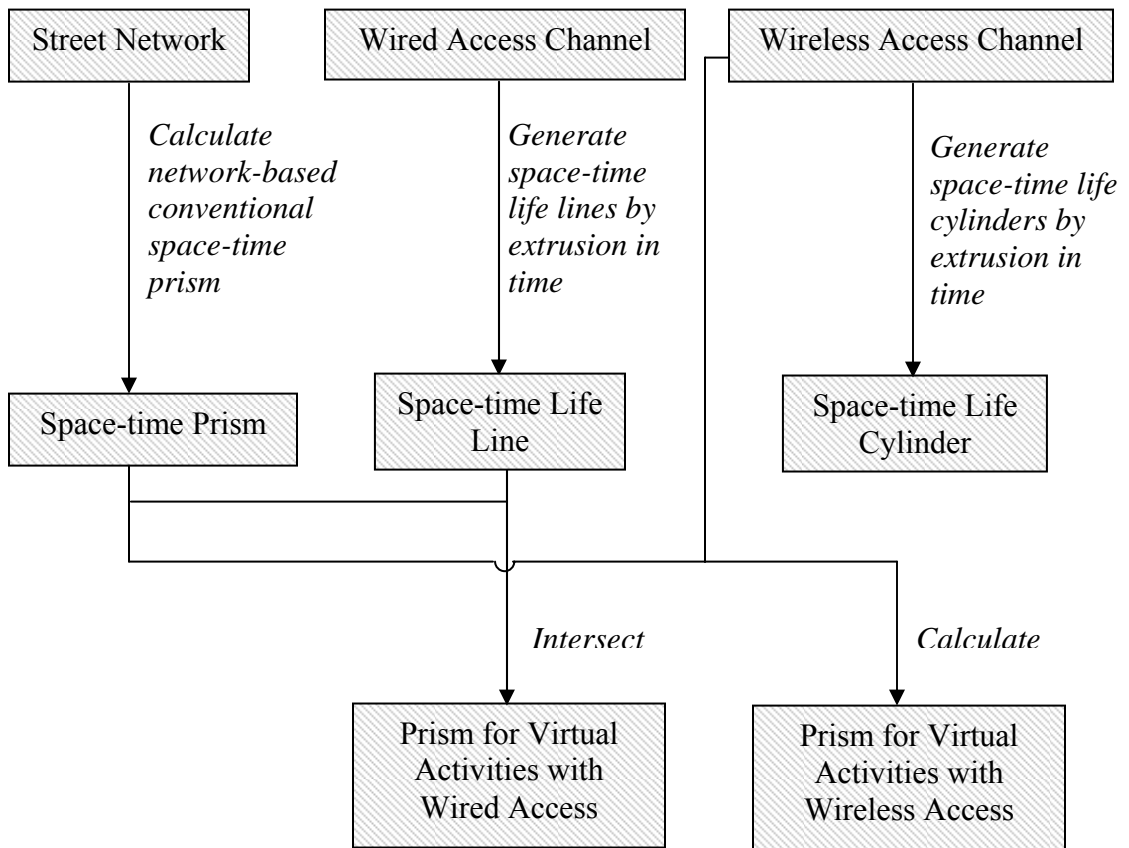 Street Network
Wired Access Channel
Wireless Access Channel
Calculate
network-based
conventional
space-time
prism
Generate
space-time
life lines by
extrusion in
time
Generate
space-time life
cylinders by
extrusion in
time
Space-time Prism
Space-time Life
Line
Space-time Life
Cylinder
Intersect
Calculate
Prism for Virtual
Activities with
Wired Access
Prism for Virtual
Activities with
Wireless Access